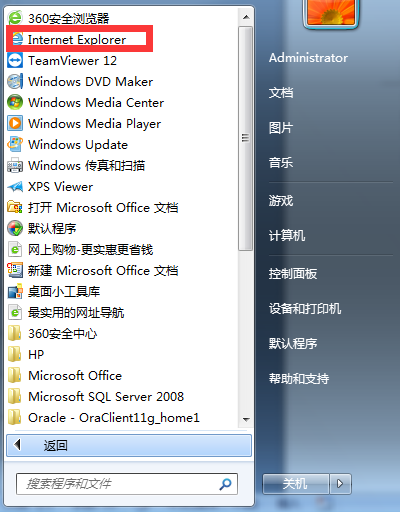 360安全浏览器
Internet Explorer
TeamViewer 12
Windows DVD Maker
Windows Media Center
Windows Media Player
Windows Update
Windows 传真和扫描
XPS Viewer
打开 Microsoft Office 文档
默认程序
网上购物-更实惠更省钱
新建 Microsoft Office 文档
桌面小工具库
最实用的网址导航
360安全中心
HP
Microsoft Office
Microsoft SQL Server 2008
Oracle - OraClient11g_home1
返回
搜索程序和文件
Administrator
文档
图片
音乐
游戏
计算机
控制面板
设备和打印机
默认程序
帮助和支持
关机